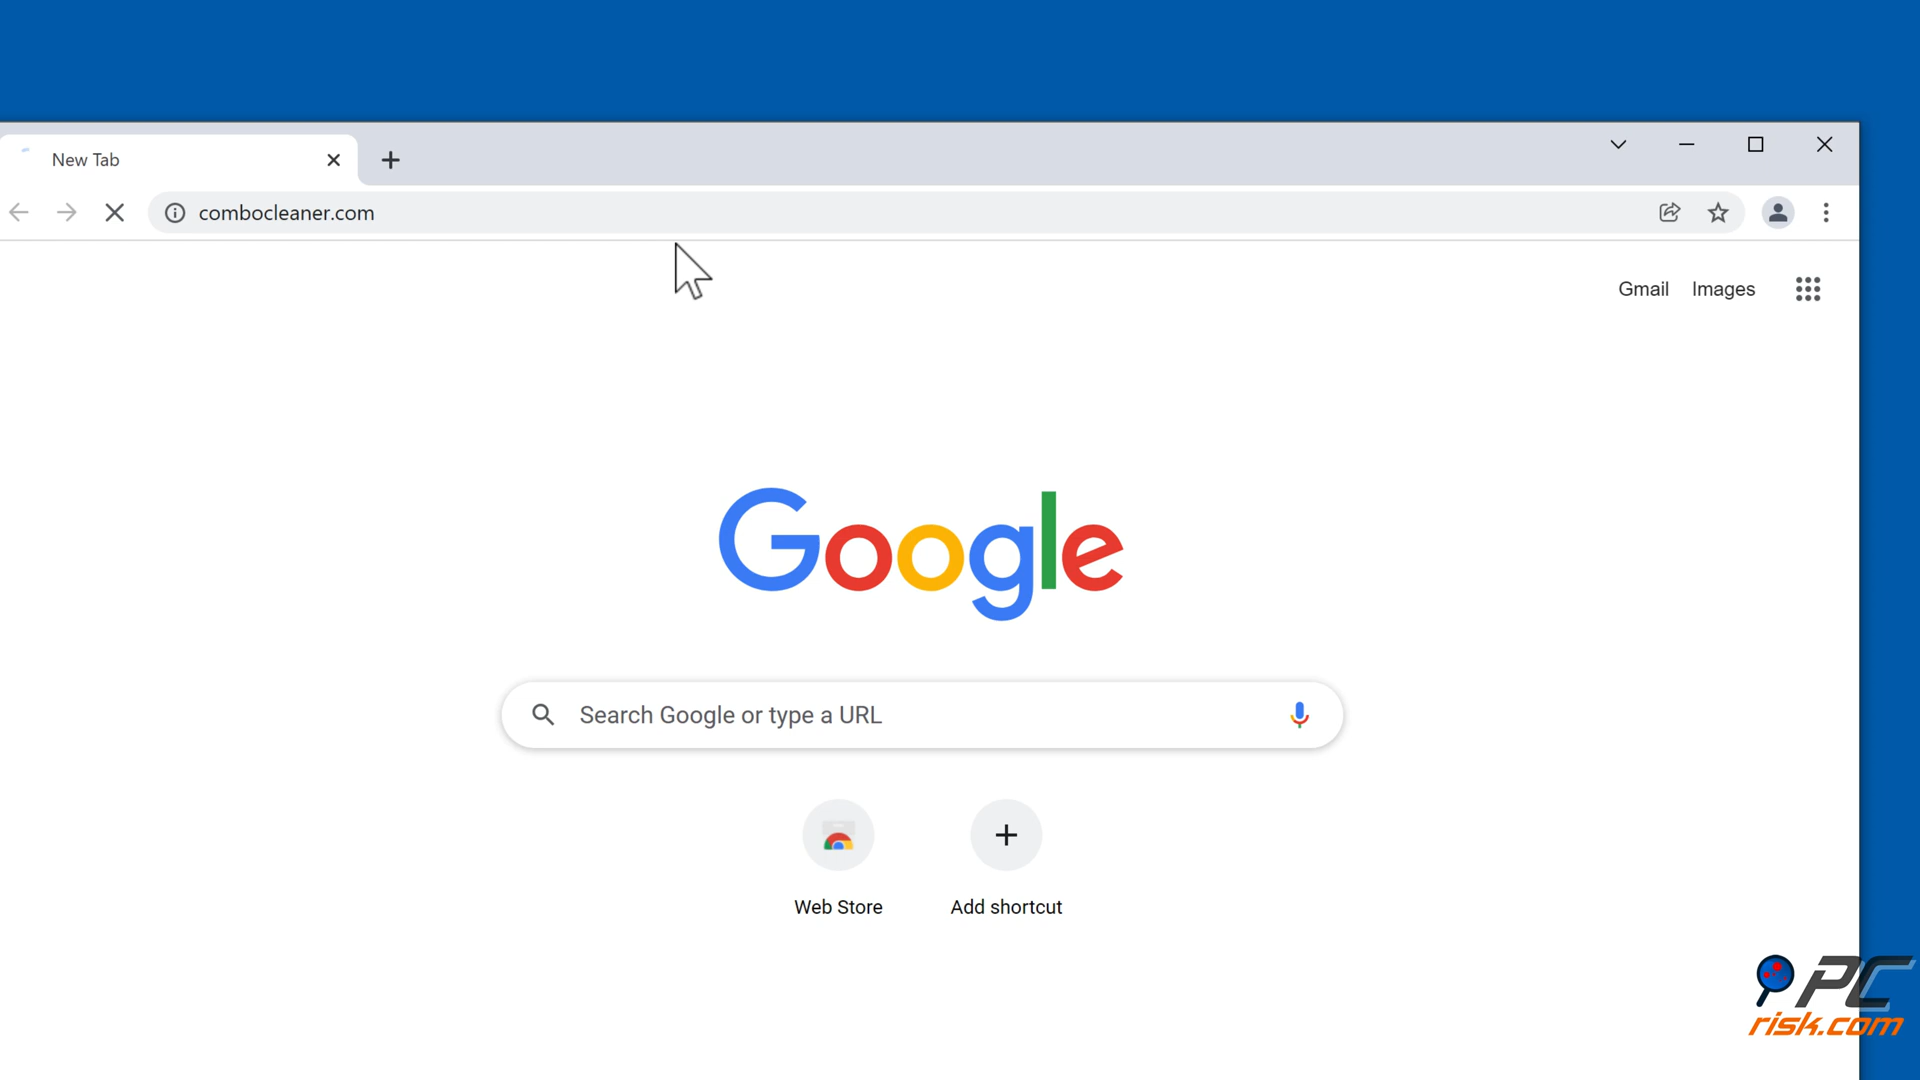 New Tab
combocleaner.com
Gmail Images
Google
Search Google or type a URL
Web Store Add shortcut
PC
risk.com